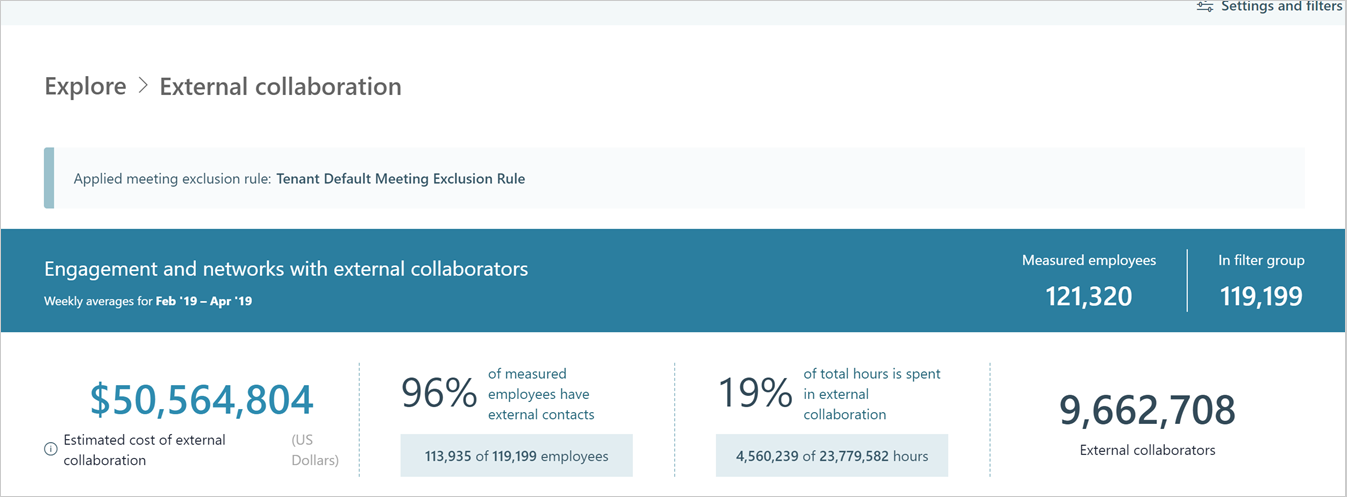 Settings and filters
Explore > External collaboration
Applied meeting exclusion rule: Tenant Default Meeting Exclusion Rule
Engagement and networks with external collaborators
Weekly averages for Feb '19 – Apr '19
Measured employees
121,320
In filter group
119,199
$50,564,804
Estimated cost of external
collaboration
(US
Dollars)
96%
of measured
employees have
external contacts
113,935 of 119,199 employees
19%
of total hours is spent
in external
collaboration
4,560,239 of 23,779,582 hours
9,662,708
External collaborators